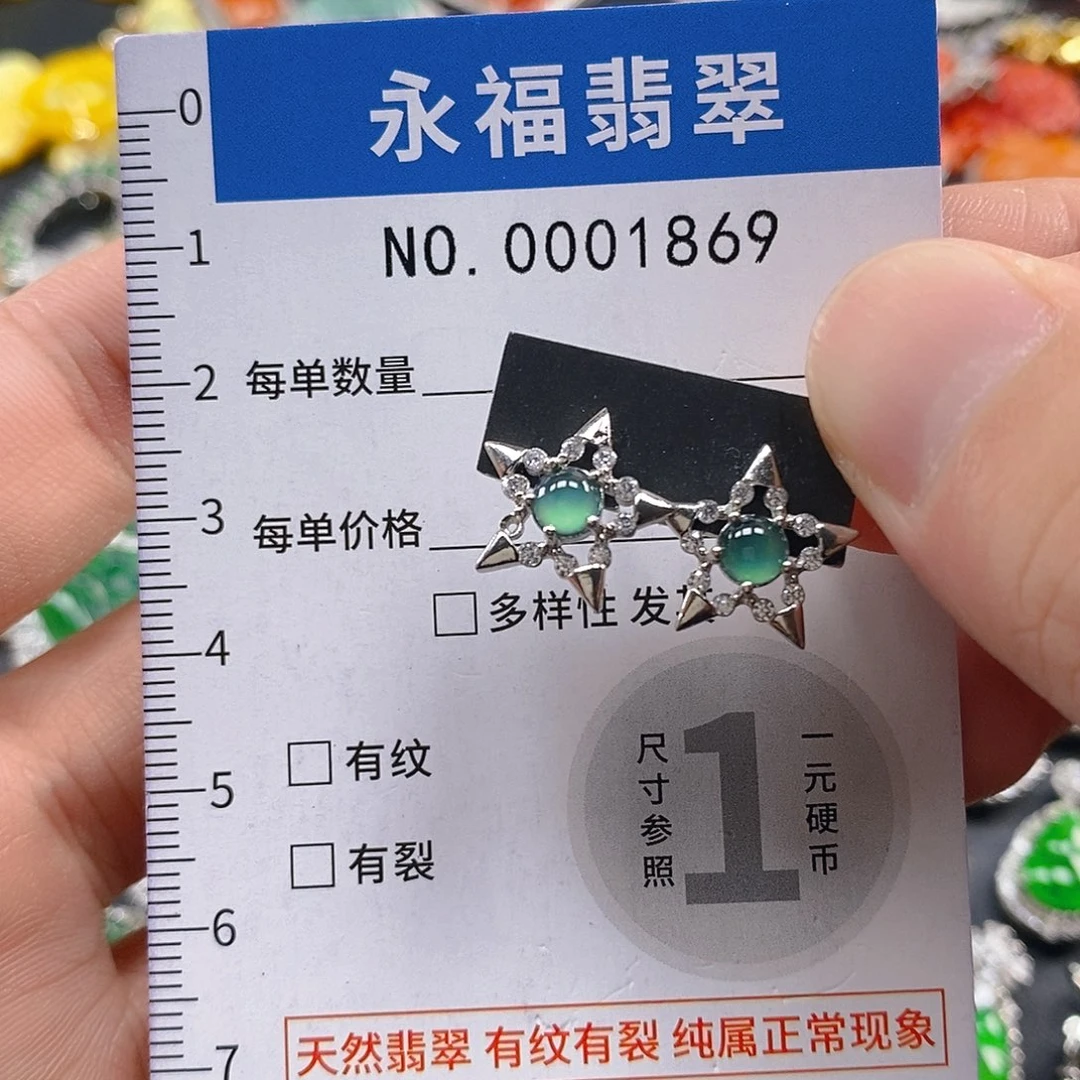 永福翡翠
NO.0001869
0
1
2
3
4
5
6
7
每单数量
每单价格
多样性 发
有纹
有裂
尺寸参照
1
一元硬币
天然翡翠 有纹有裂 纯属正常现象